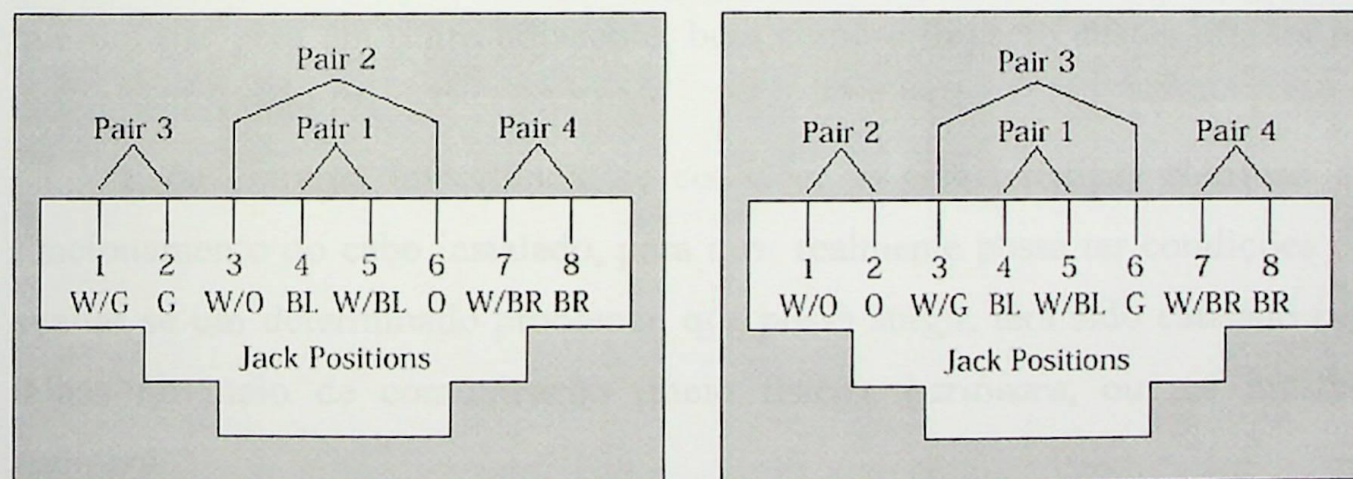 Pair 2
Pair 3 Pair 1 Pair 4
1 2 3 4 5 6 7 8
W/G G W/O BL W/BL O W/BR BR
Jack Positions
Pair 3
Pair 2 Pair 1 Pair 4
1 2 3 4 5 6 7 8
W/O O W/G BL W/BL G W/BR BR
Jack Positions